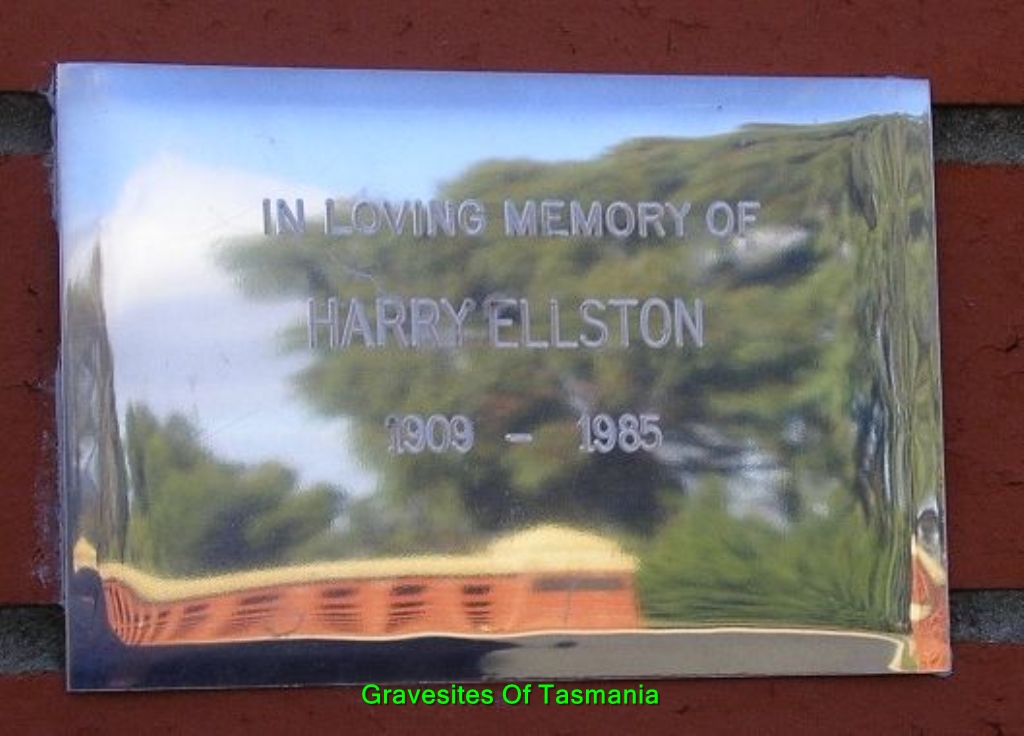 IN LOVING MEMORY OF
HARRY ELLSTON
1909 - 1985
Gravesites Of Tasmania